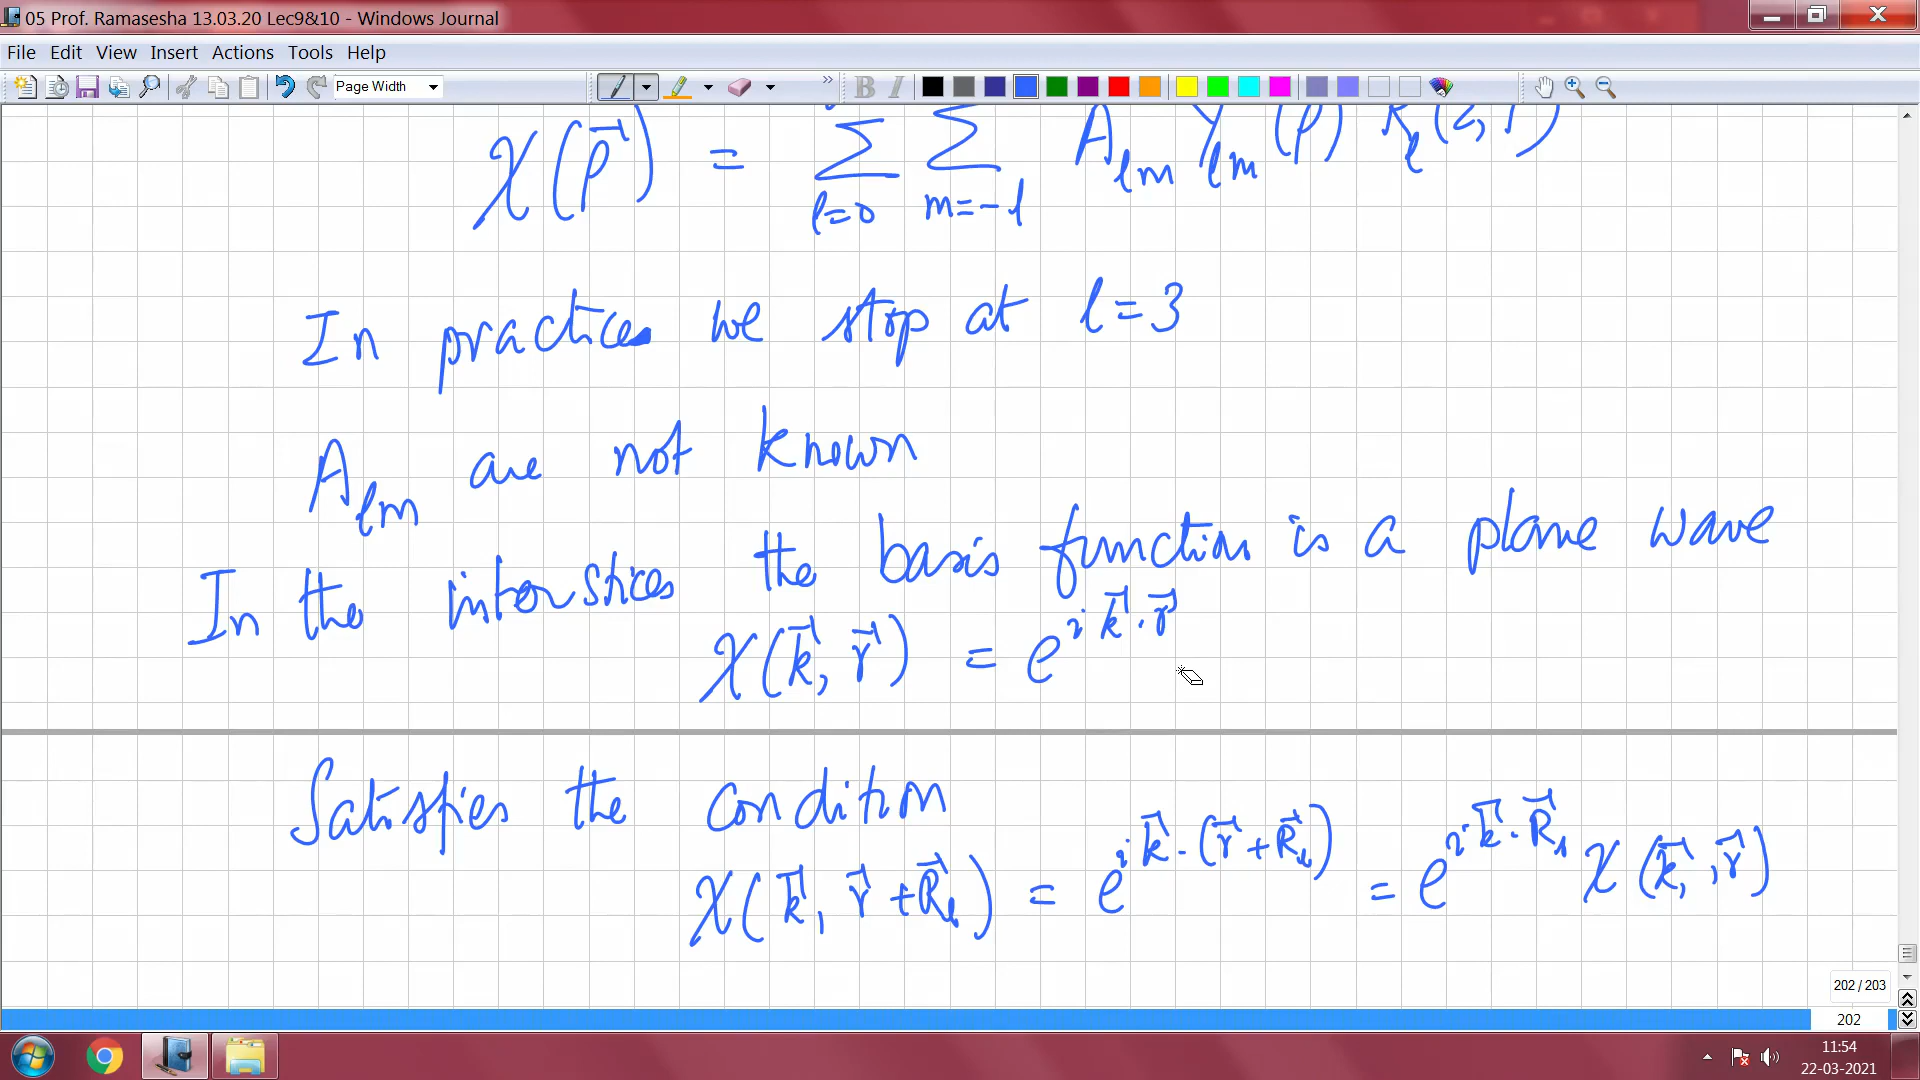 05 Prof. Ramasesha 13.03.20 Lec9&10 - Windows Journal
File Edit View Insert Actions Tools Help
Page Width
B I
χ(ρ⃗) = Σ_{l=0} Σ_{m=-l} A_{lm} Y_{lm}(ρ̂) R_l
In practice we stop at l=3
A_{lm} are not known
In the interstices the basis function is a plane wave
χ(k⃗, r⃗) = e^{i k⃗·r⃗}
Satisfies the condition
χ(k⃗, r⃗+R⃗_l) = e^{i k⃗·(r⃗+R⃗_l)} = e^{i k⃗·R⃗_l} χ(k⃗, r⃗)
202 / 203
202
11:54
22-03-2021